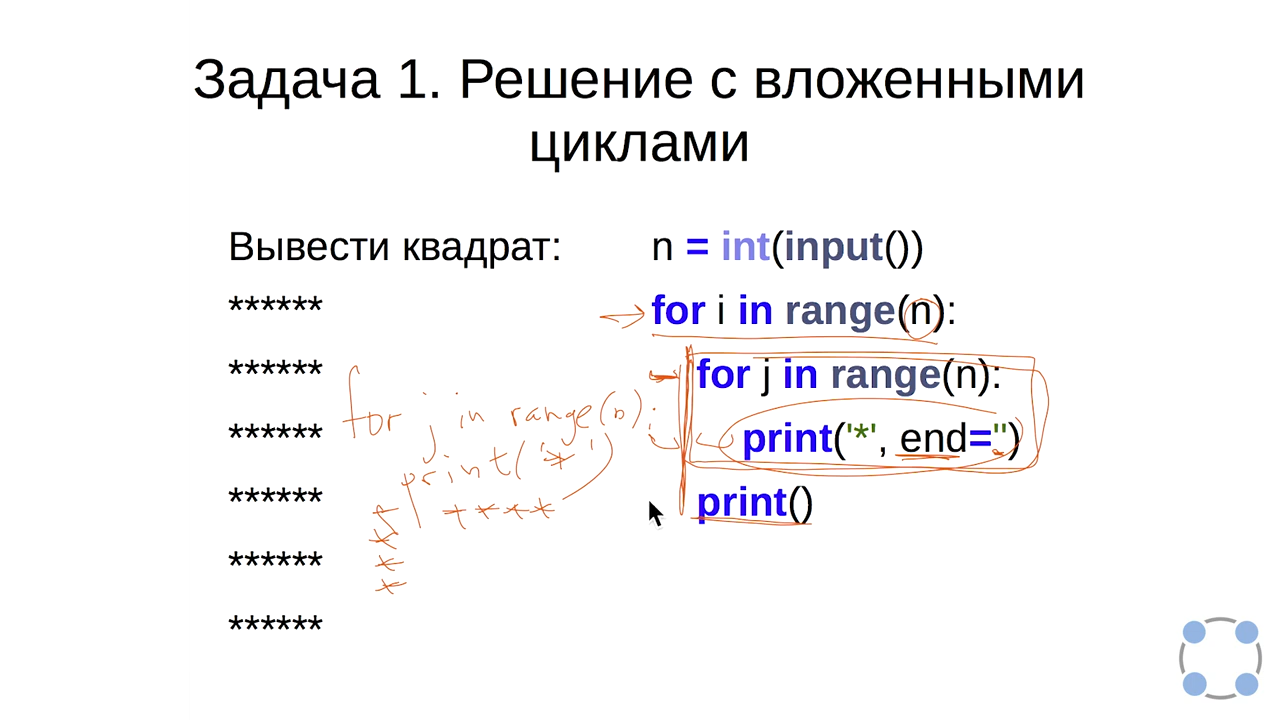 Задача 1. Решение с вложенными
циклами
Вывести квадрат:
******
******
******
******
******
******
n = int(input())
for i in range(n):
for j in range(n):
print('*', end='')
print()
for j in range(n):
print('*')
****
*
*
*
*